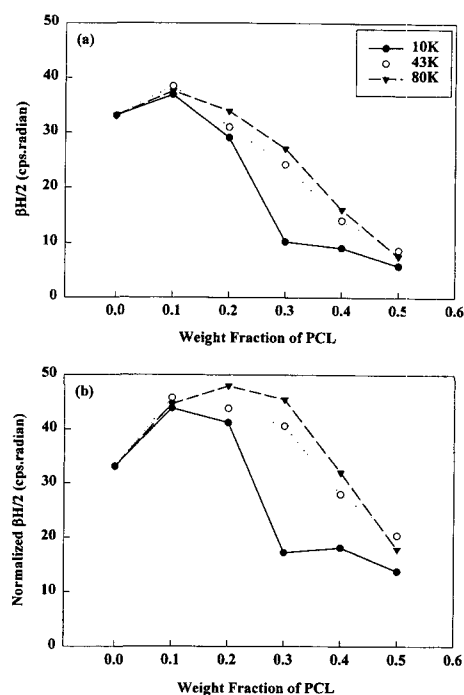 (a)
10K
43K
80K
50
40
30
20
10
0
βH/2 (cps.radian)
0.0 0.1 0.2 0.3 0.4 0.5 0.6
Weight Fraction of PCL
(b)
50
40
30
20
10
0
Normalized βH/2 (cps.radian)
0.0 0.1 0.2 0.3 0.4 0.5 0.6
Weight Fraction of PCL